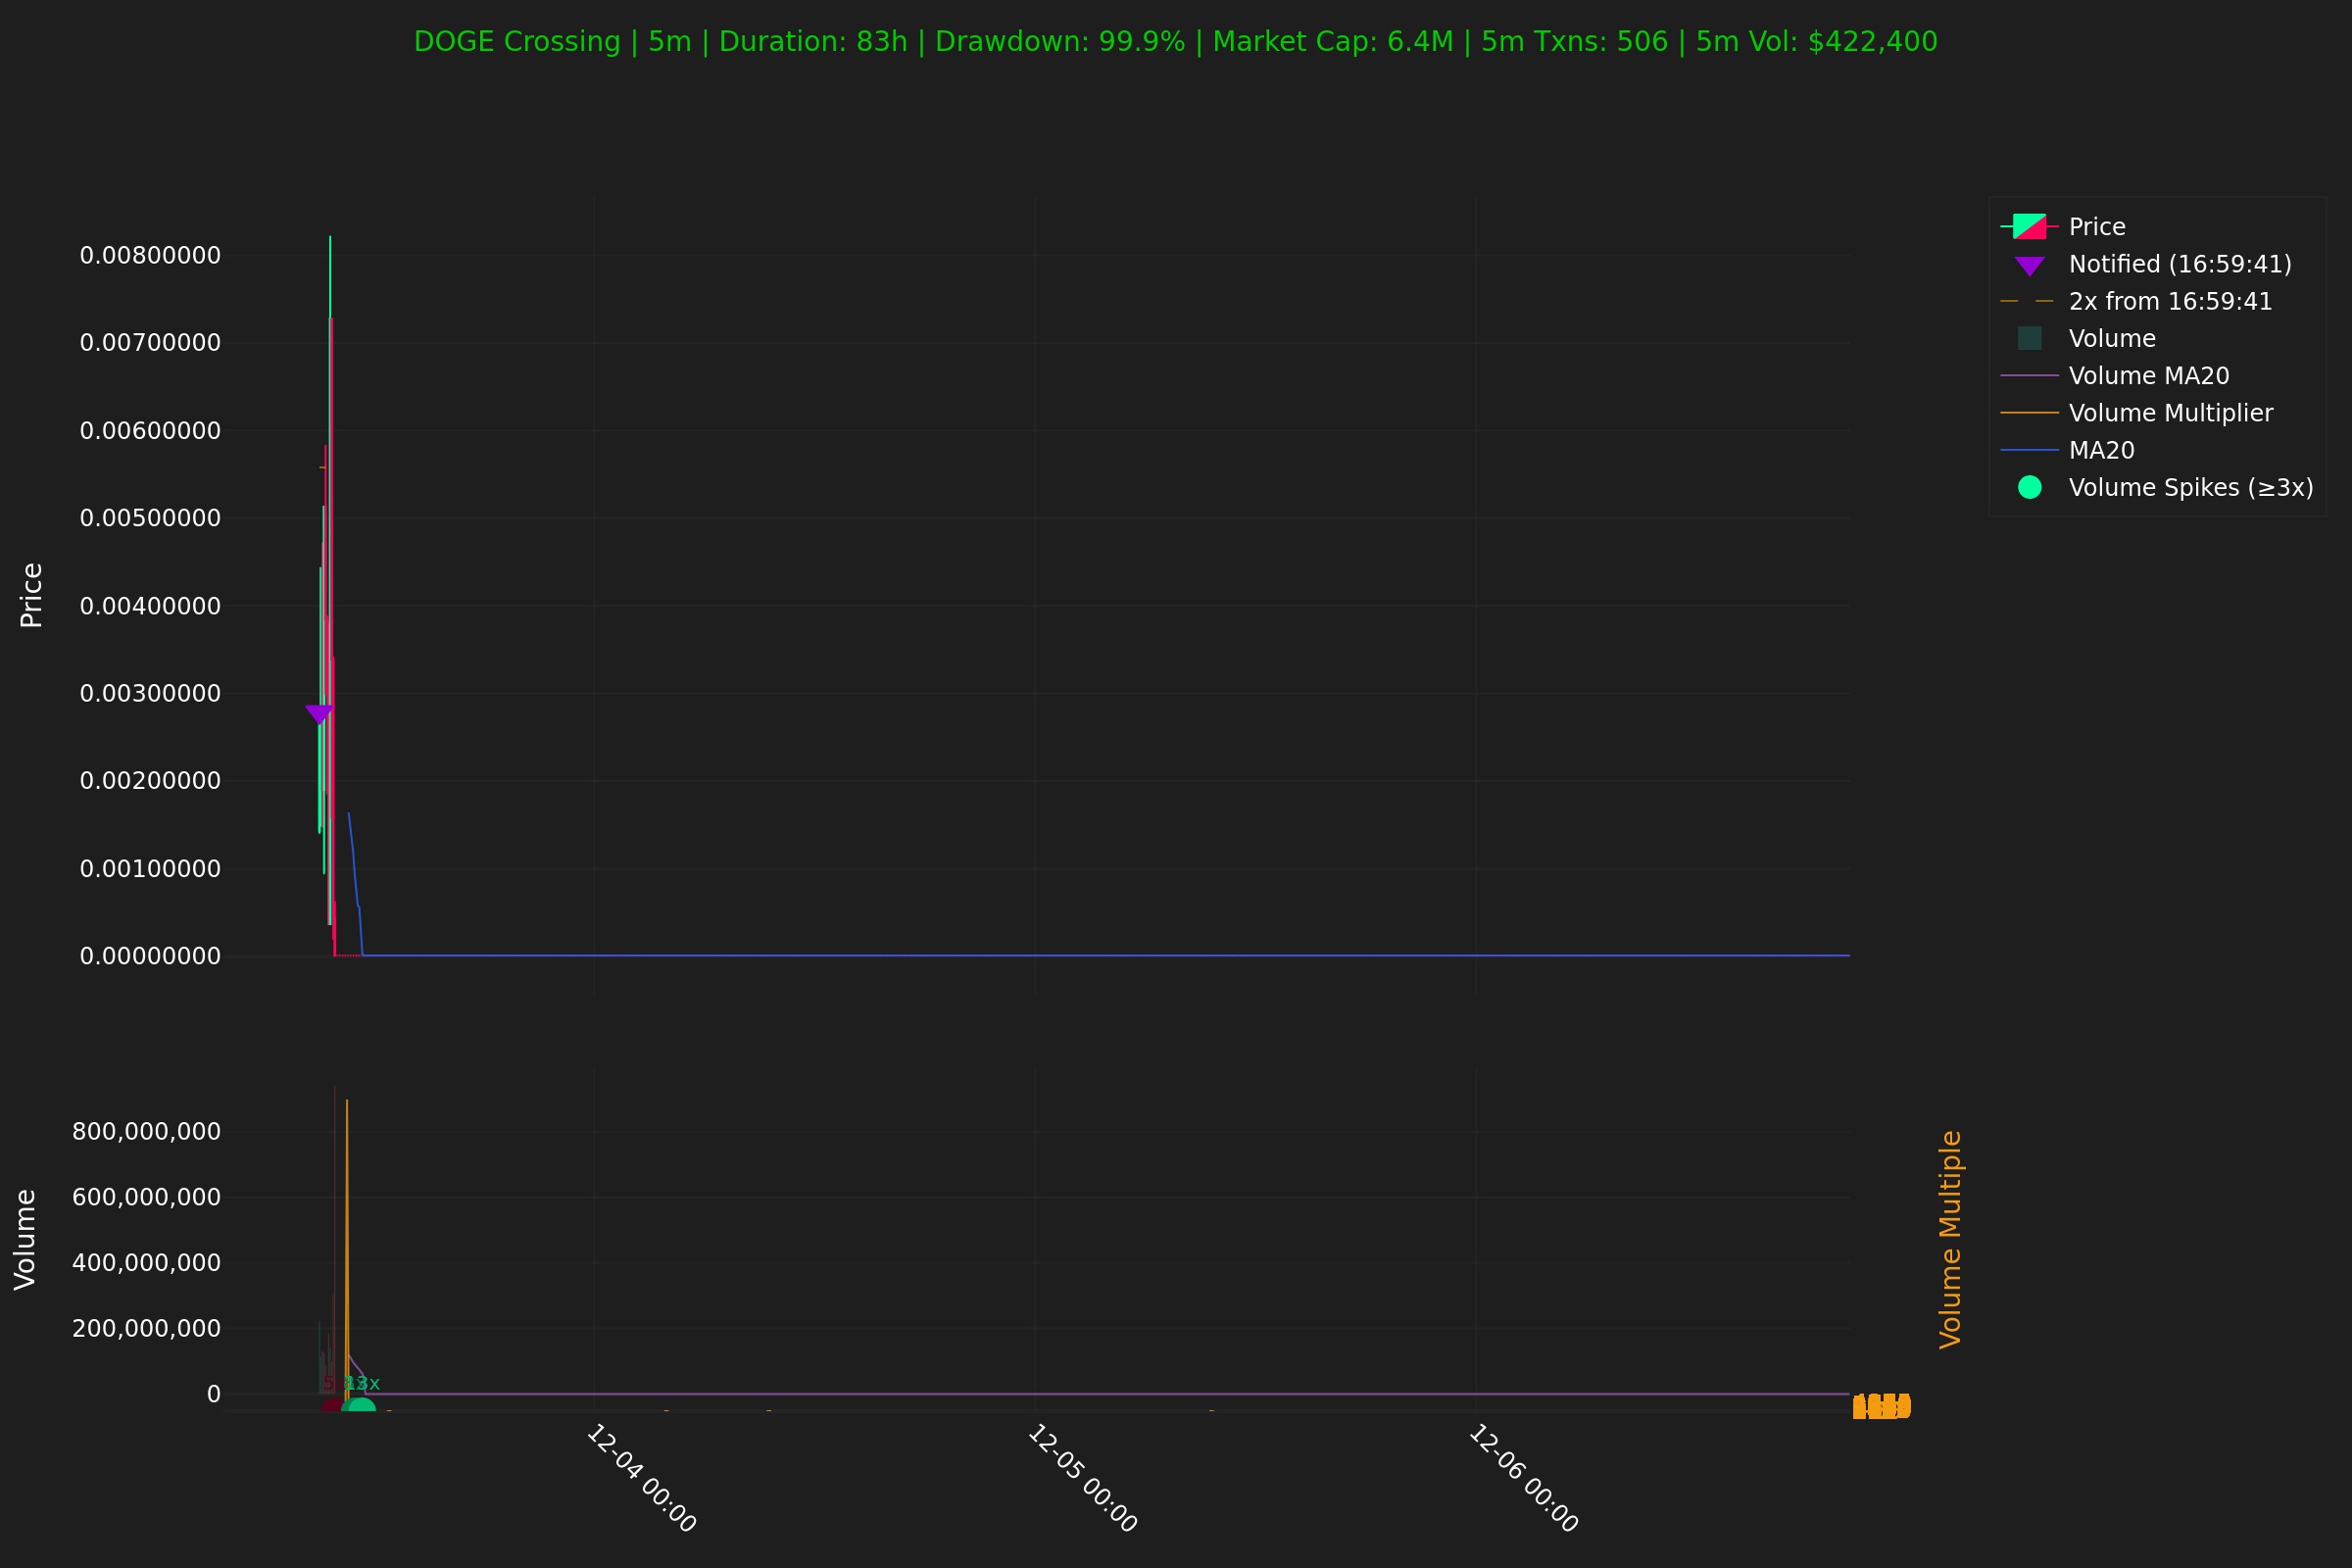 DOGE Crossing | 5m | Duration: 83h | Drawdown: 99.9% | Market Cap: 6.4M | 5m Txns: 506 | 5m Vol: $422,400
Price
0.00800000
0.00700000
0.00600000
0.00500000
0.00400000
0.00300000
0.00200000
0.00100000
0.00000000
Price
Notified (16:59:41)
2x from 16:59:41
Volume
Volume MA20
Volume Multiplier
MA20
Volume Spikes (≥3x)
Volume
800,000,000
600,000,000
400,000,000
200,000,000
0
Volume Multiple
12-04 00:00
12-05 00:00
12-06 00:00